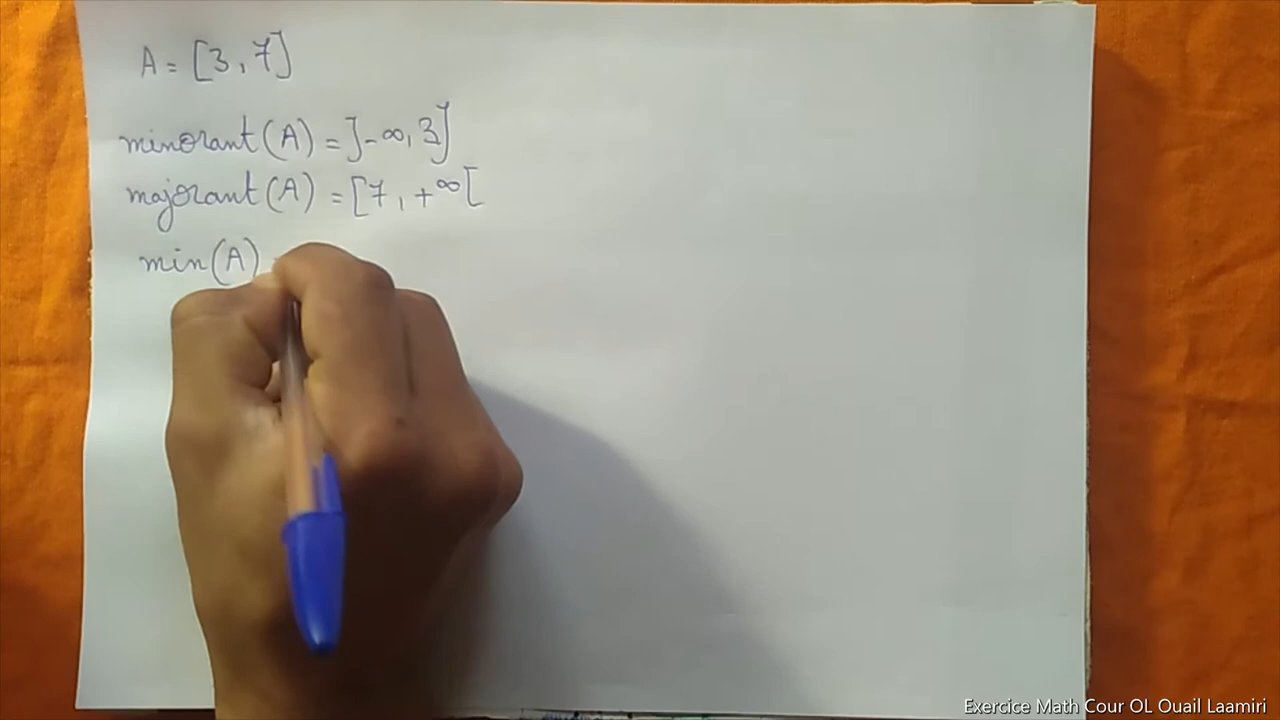 A = [3, 7]
minorant(A) = ]-∞, 3]
majorant(A) = [7, +∞[
min(A)
Exercice Math Cour OL Ouail Laamiri